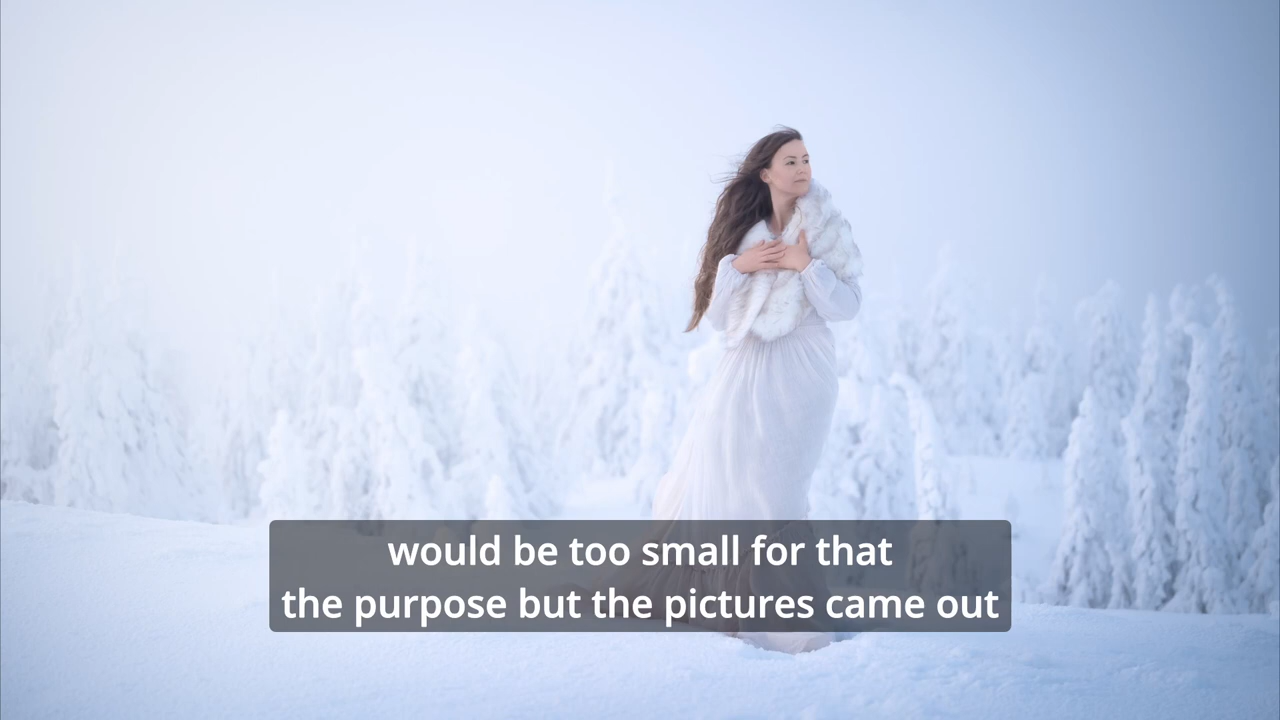 would be too small for that
the purpose but the pictures came out